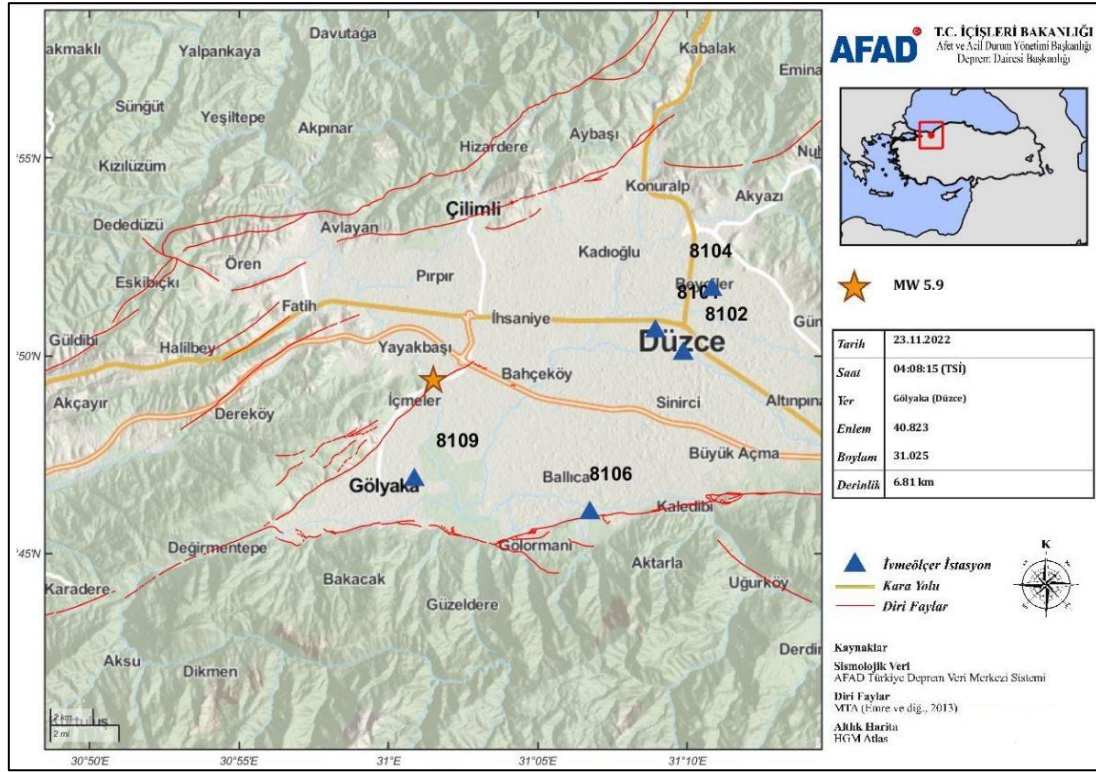 Davutağa
akmaklı
Yalpankaya
Kabalak
Emina
Süngüt
Yeşiltepe
Akpınar
Aybaşı
Hızardere
Kızılüzüm
Konuralp
Akyazı
Çilimli
Dededüzü
Avlayan
Kadıoğlu
8104
Ören
Pırpır
Eskibıçkı
8102
Fatih
İhsaniye
Düzce
Gün
Güldibi
Halilbey
Yayakbaşı
Bahçeköy
Akçayır
İçmeler
Sinirci
Altınpına
Dereköy
8109
Büyük Açma
Gölyaka
Ballıca
8106
Kaledibi
Değirmentepe
Gölormanı
Aktarla
Karadere
Bakacak
Uğurköy
Güzeldere
Aksu
Dikmen
Derdin
2 km
2 mi
'55'N
'50'N
'45'N
30°50'E
30°55'E
31°E
31°05'E
31°10'E
AFAD
T.C. İÇİŞLERİ BAKANLIĞI
Afet ve Acil Durum Yönetimi Başkanlığı
Deprem Dairesi Başkanlığı
MW 5.9
Tarih 23.11.2022
Saat 04:08:15 (TSİ)
Yer Gölyaka (Düzce)
Enlem 40.823
Boylam 31.025
Derinlik 6.81 km
K
İvmeölçer İstasyon
Kara Yolu
Diri Faylar
Kaynaklar
Sismolojik Veri
AFAD Türkiye Deprem Veri Merkezi Sistemi
Diri Faylar
MTA (Emre ve diğ., 2013)
Altlık Harita
HGM Atlas